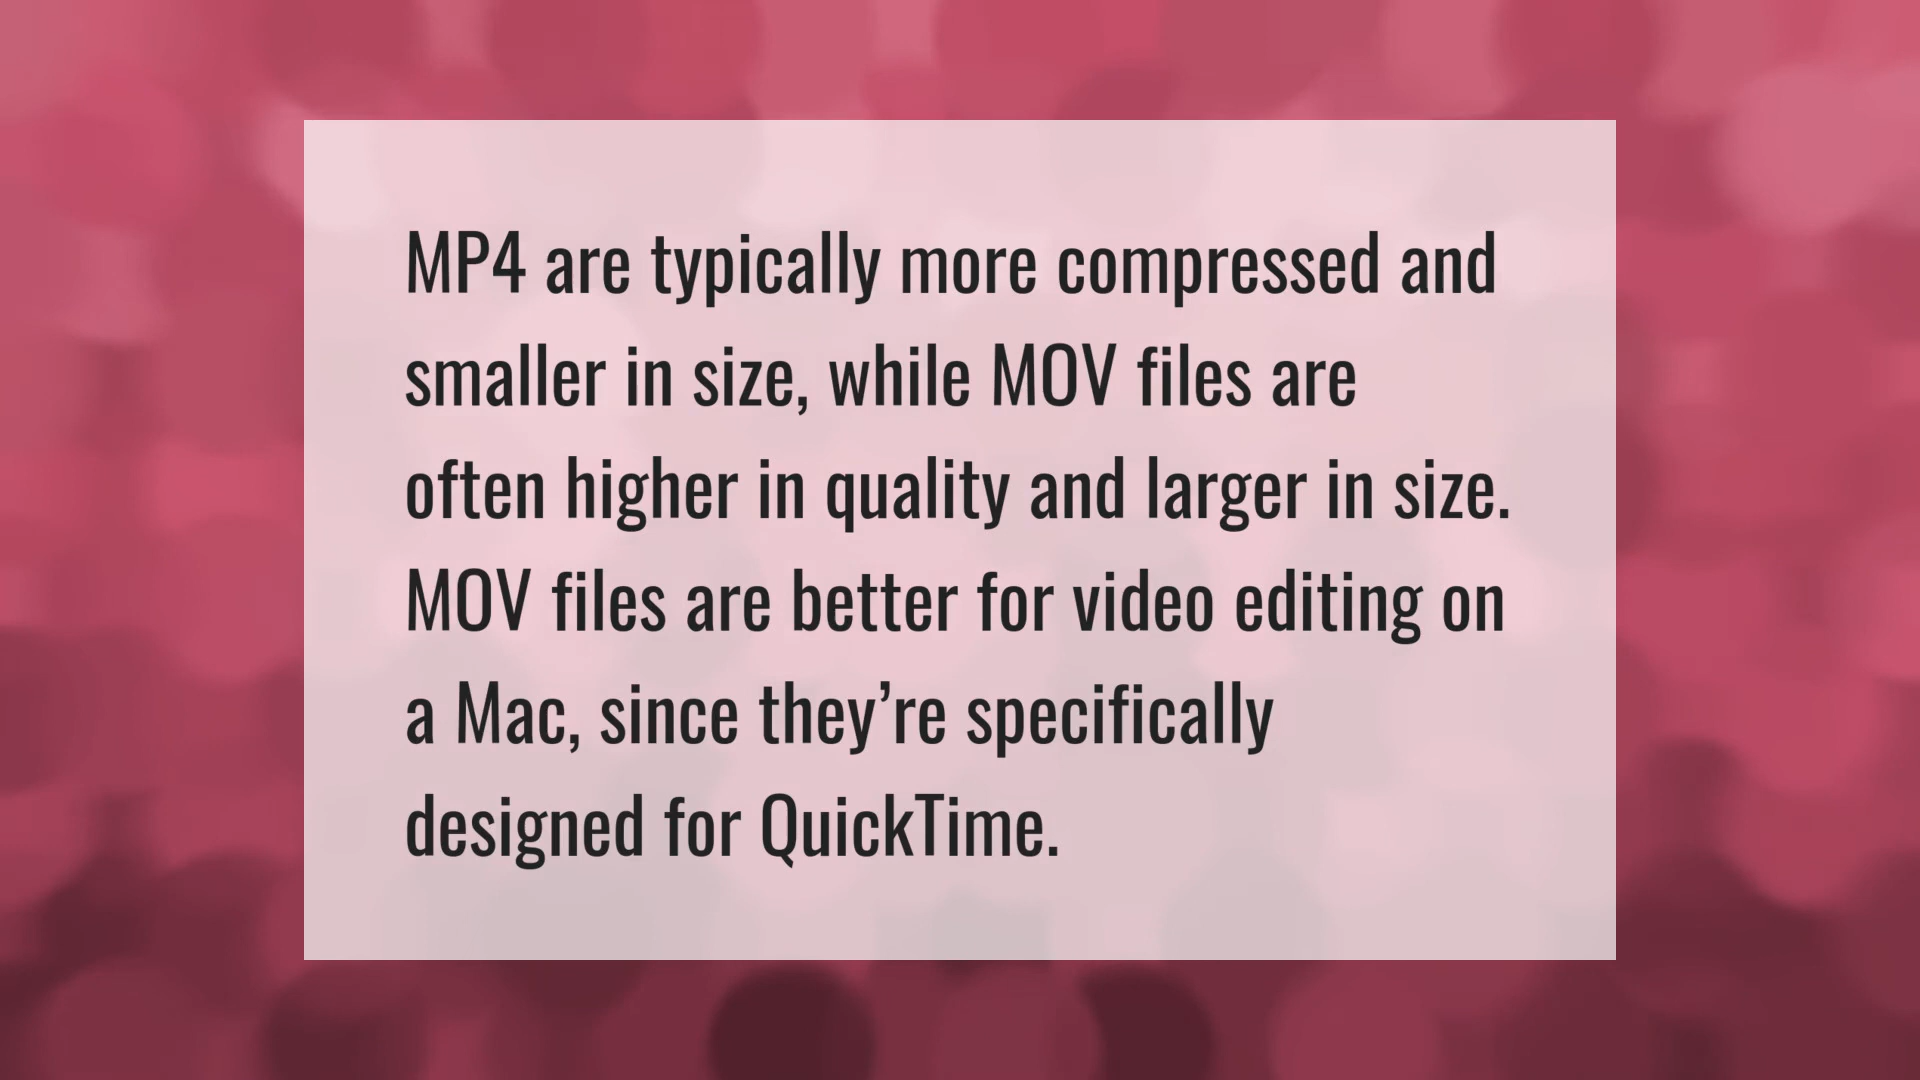 MP4 are typically more compressed and
smaller in size, while MOV files are
often higher in quality and larger in size.
MOV files are better for video editing on
a Mac, since they’re specifically
designed for QuickTime.